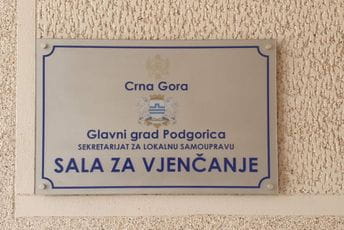 Crna Gora
Glavni grad Podgorica
SEKRETARIJAT ZA LOKALNU SAMOUPRAVU
SALA ZA VJENČANJE